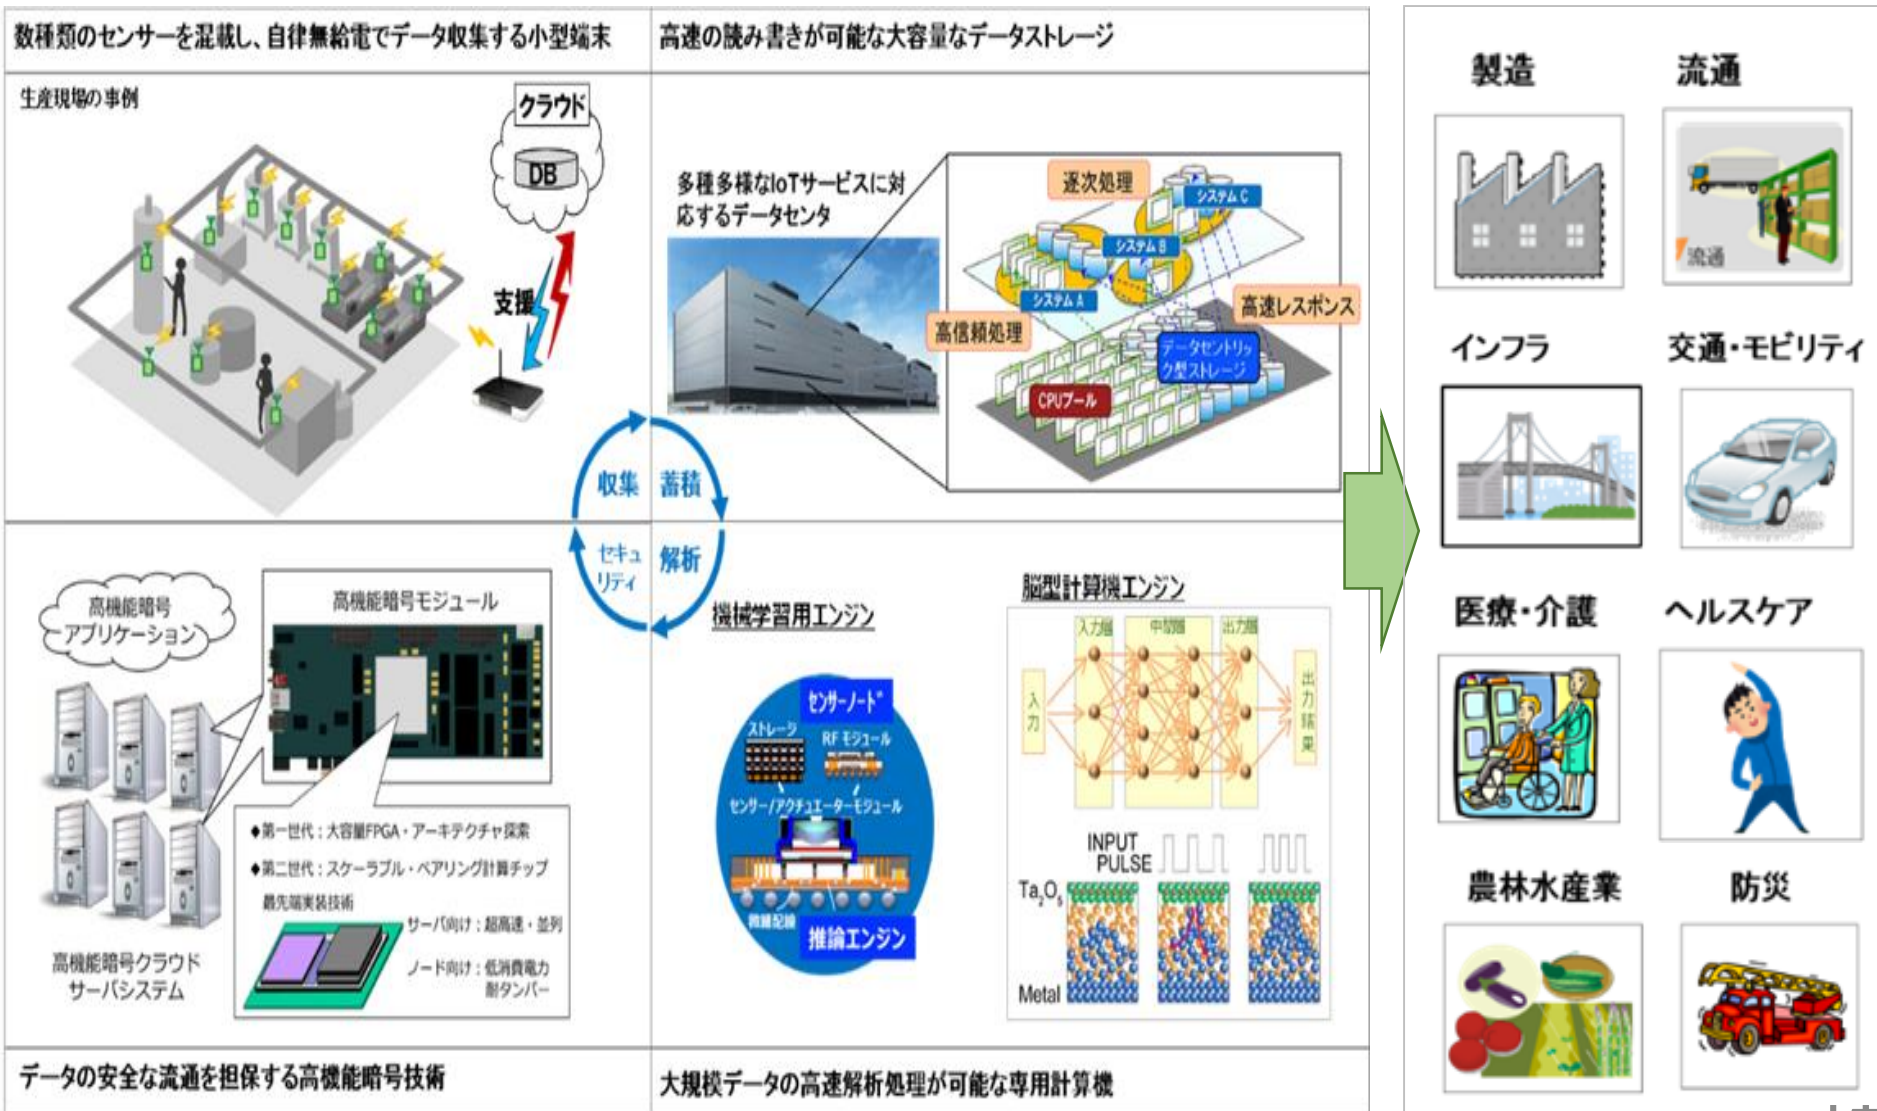 数種類のセンサーを混載し、自律無給電でデータ収集する小型端末
生産現場の事例
クラウド
DB
支援
高速の読み書きが可能な大容量なデータストレージ
多種多様なIoTサービスに対
応するデータセンタ
逐次処理
システム C
システム B
システム A
高信頼処理
高速レスポンス
データセントリッ
ク型ストレージ
CPUプール
収集
蓄積
セキュ
リティ
解析
高機能暗号
アプリケーション
高機能暗号モジュール
◆第一世代：大容量FPGA・アーキテクチャ探索
◆第二世代：スケーラブル・ペアリング計算チップ
最先端実装技術
サーバ向け：超高速・並列
ノード向け：低消費電力
耐タンパー
高機能暗号クラウド
サーバシステム
データの安全な流通を担保する高機能暗号技術
機械学習用エンジン
センサーノード
ストレージ
RF モジュール
センサー/アクチュエーターモジュール
微細配線
推論エンジン
脳型計算機エンジン
入力層
中間層
出力層
入力
出力結果
INPUT
PULSE
Ta2O5
Metal
大規模データの高速解析処理が可能な専用計算機
製造
流通
流通
インフラ
交通・モビリティ
医療・介護
ヘルスケア
農林水産業
防災